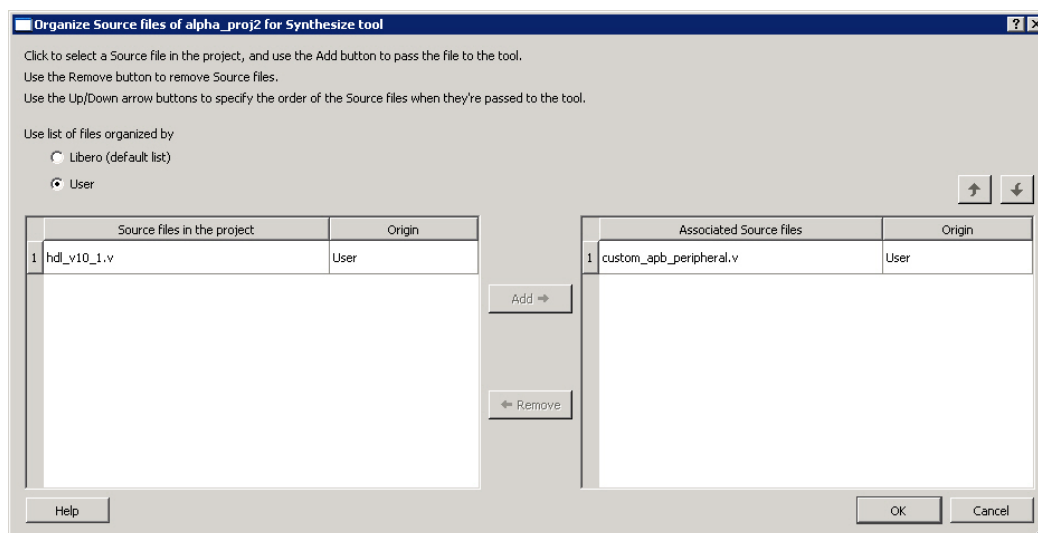 Organize Source files of alpha_proj2 for Synthesize tool
Click to select a Source file in the project, and use the Add button to pass the file to the tool.
Use the Remove button to remove Source files.
Use the Up/Down arrow buttons to specify the order of the Source files when they're passed to the tool.
Use list of files organized by
Libero (default list)
User
Source files in the project Origin
1 hdl_v10_1.v User
Add
Remove
Associated Source files Origin
1 custom_apb_peripheral.v User
Help
OK
Cancel